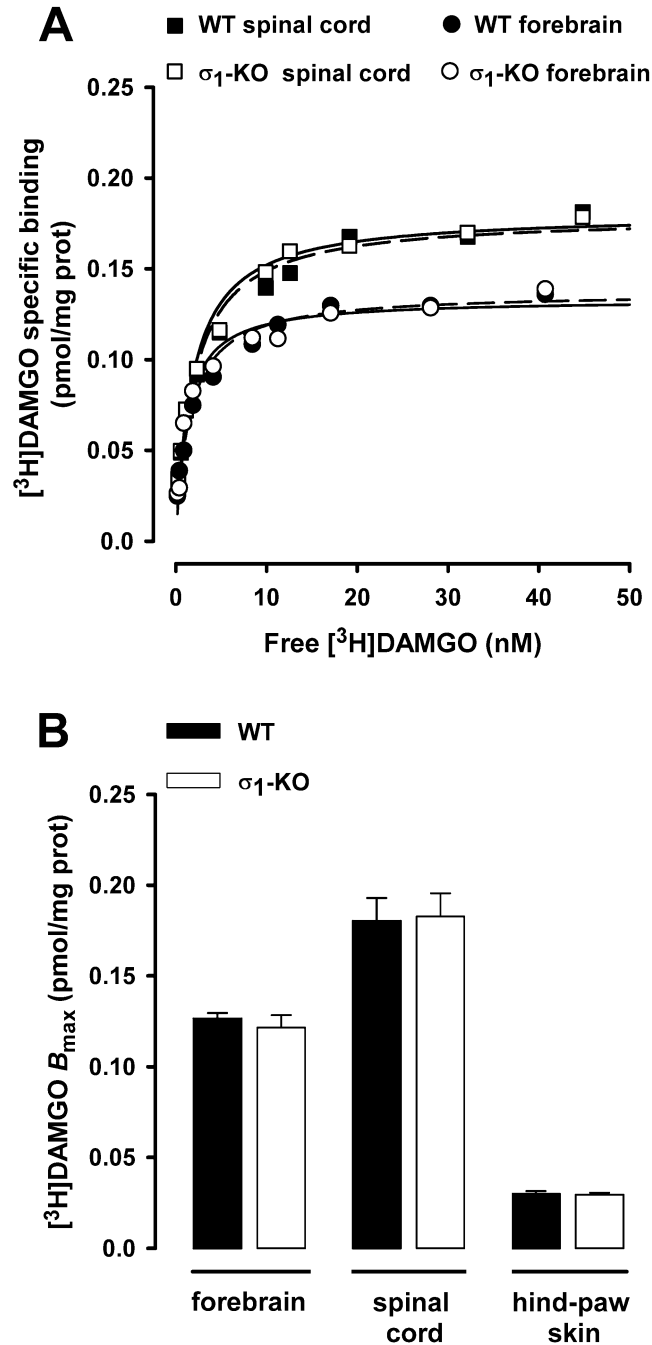 A
WT spinal cord
WT forebrain
σ1-KO spinal cord
σ1-KO forebrain
[3H]DAMGO specific binding
(pmol/mg prot)
0.25
0.20
0.15
0.10
0.05
0.0
0 10 20 30 40 50
Free [3H]DAMGO (nM)
B
WT
σ1-KO
[3H]DAMGO Bmax (pmol/mg prot)
0.25
0.20
0.15
0.10
0.05
0.0
forebrain
spinal
cord
hind-paw
skin